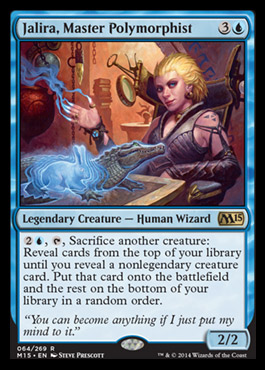 Jalira, Master Polymorphist 3
Legendary Creature — Human Wizard M15
2 , , Sacrifice another creature:
Reveal cards from the top of your
library until you reveal a nonlegendary
creature card. Put that card onto the
battlefield and the rest on the bottom of
your library in a random order.
“You can become anything if I just put my
mind to it.”
2/2
064/269 R
M15 • EN STEVE PRESCOTT
™ & © 2014 Wizards of the Coast